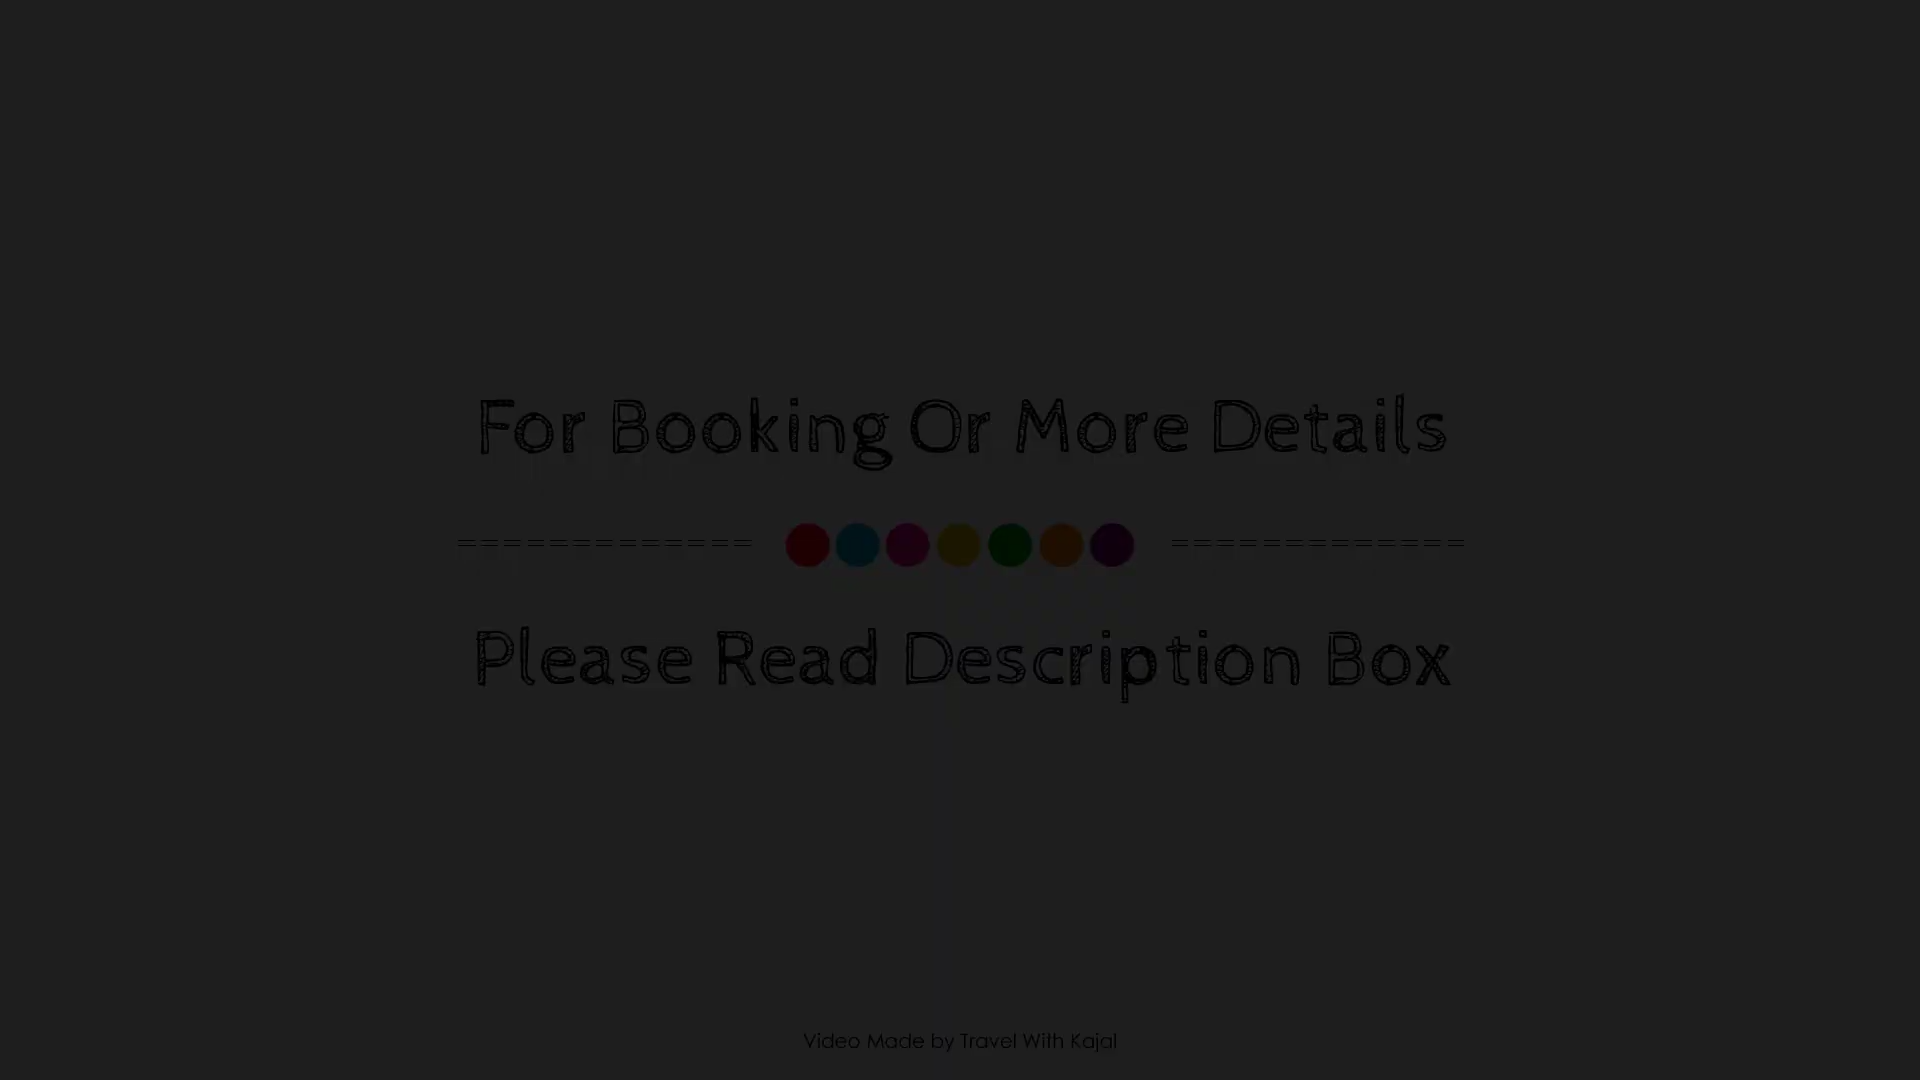 For Booking Or More Details
============= =============
Please Read Description Box
Video Made by Travel With Kajal